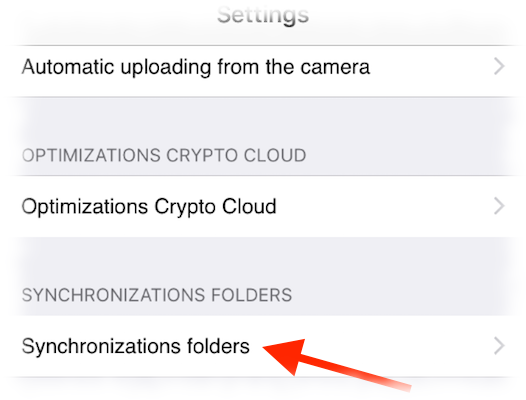 Settings
Automatic uploading from the camera
OPTIMIZATIONS CRYPTO CLOUD
Optimizations Crypto Cloud
SYNCHRONIZATIONS FOLDERS
Synchronizations folders